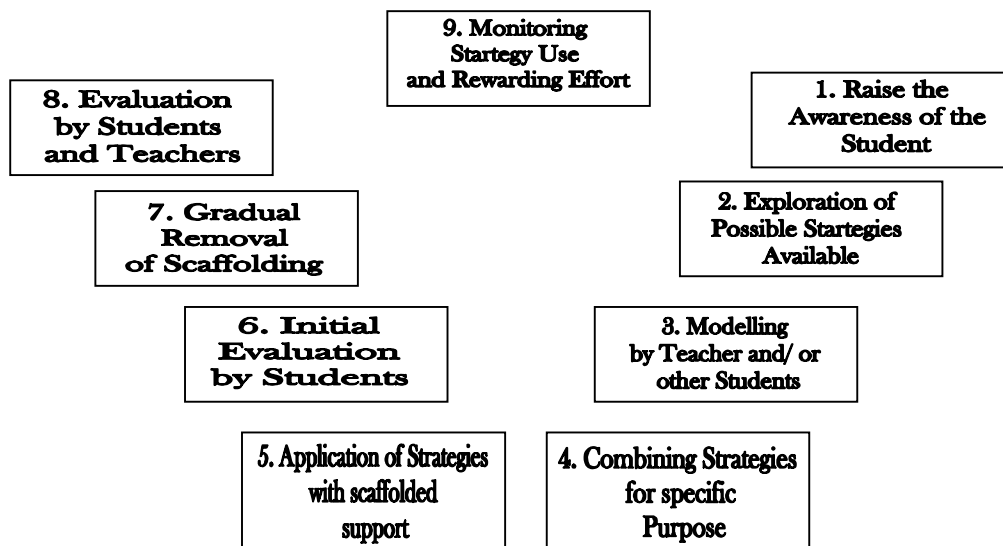 9. Monitoring
Startegy Use
and Rewarding Effort
8. Evaluation
by Students
and Teachers
1. Raise the
Awareness of the
Student
7. Gradual
Removal
of Scaffolding
2. Exploration of
Possible Startegies
Available
6. Initial
Evaluation
by Students
3. Modelling
by Teacher and/ or
other Students
5. Application of Strategies
with scaffolded
support
4. Combining Strategies
for specific
Purpose